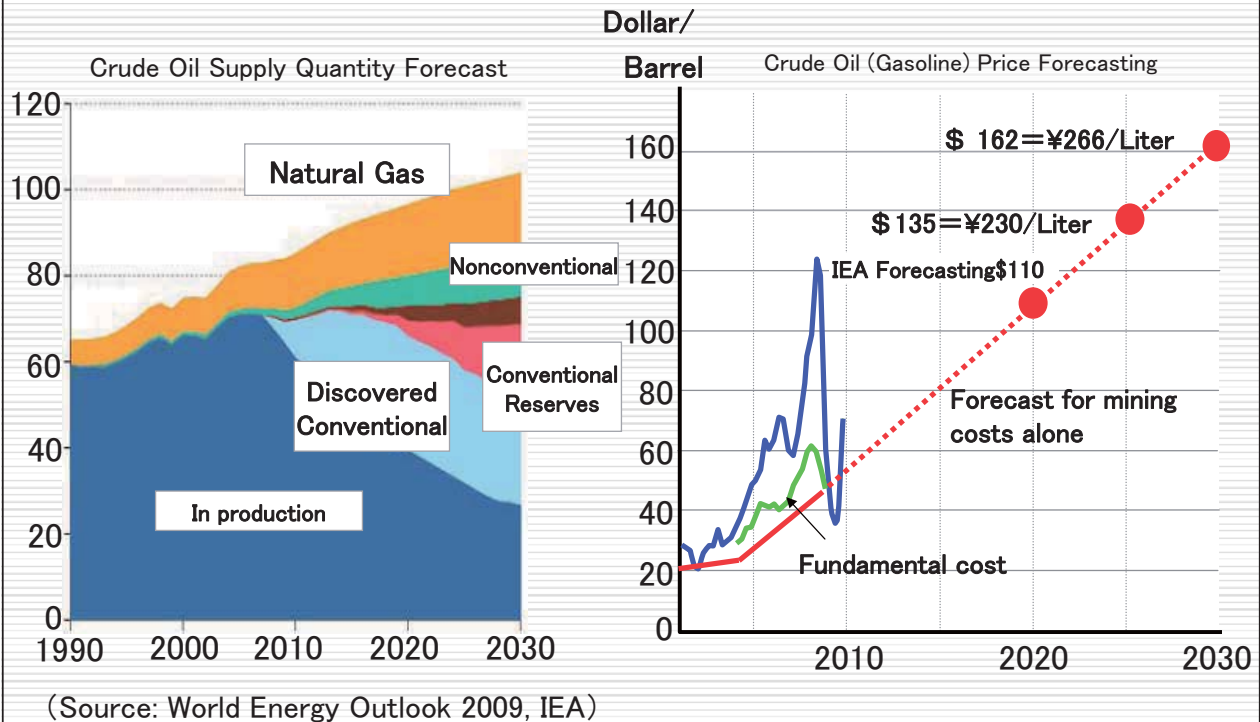 Crude Oil Supply Quantity Forecast
120
100
80
60
40
20
0
1990 2000 2010 2020 2030
Natural Gas
Nonconventional
Discovered
Conventional
Conventional
Reserves
In production
(Source: World Energy Outlook 2009, IEA)
Dollar/
Barrel
Crude Oil (Gasoline) Price Forecasting
160
140
120
100
80
60
40
20
0
2010 2020 2030
$ 162=¥266/Liter
$135=¥230/Liter
IEA Forecasting$110
Forecast for mining
costs alone
Fundamental cost